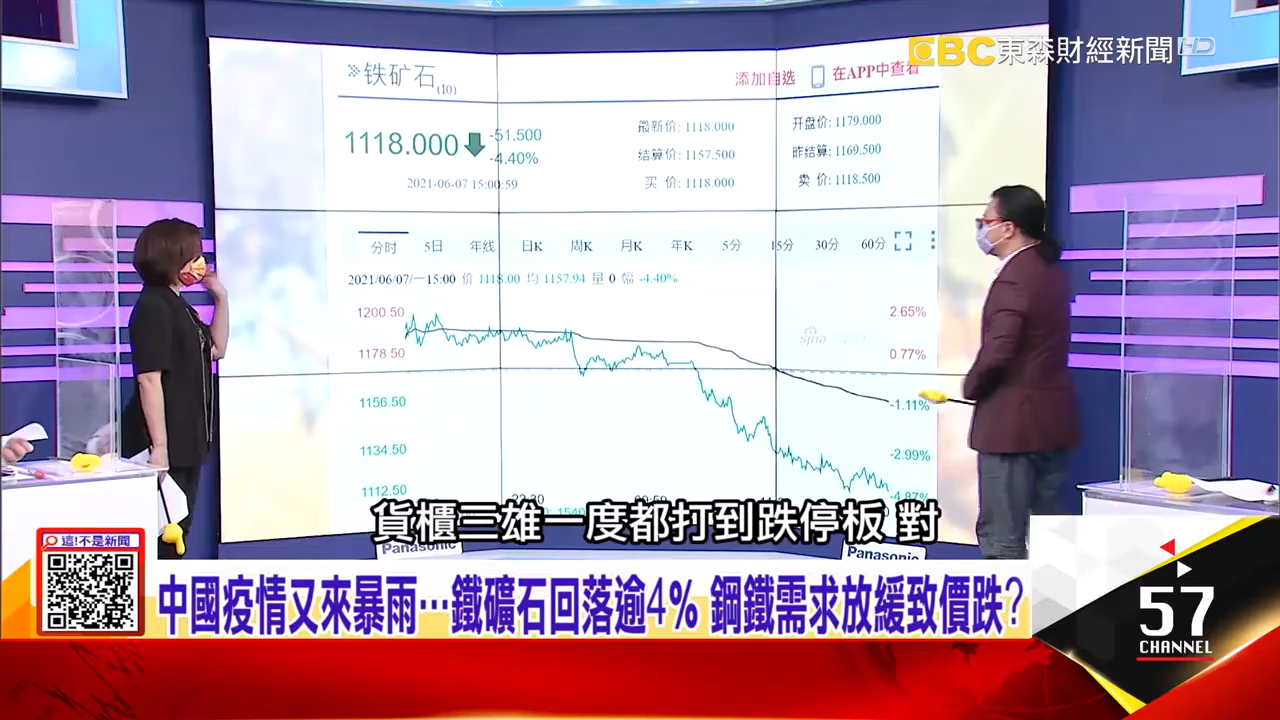 EBC 東森財經新聞 HD
铁矿石(I0)
添加自选 在APP中查看
1118.000 -51.500
-4.40%
2021-06-07 15:00:59
最新价: 1118.000 开盘价: 1179.000
结算价: 1157.500 昨结算: 1169.500
买 价: 1118.000 卖 价: 1118.500
分时 5日 年线 日K 周K 月K 年K 5分 15分 30分 60分
2021/06/07/一15:00 价 1118.00 均 1157.94 量 0 幅 -4.40%
1200.50 2.65%
sina
1178.50 0.77%
1156.50 -1.11%
1134.50 -2.99%
1112.50 -4.87%
貨櫃三雄一度都打到跌停板 對
Panasonic Panasonic
這!不是新聞
中國疫情又來暴雨…鐵礦石回落逾4% 鋼鐵需求放緩致價跌?
57
CHANNEL